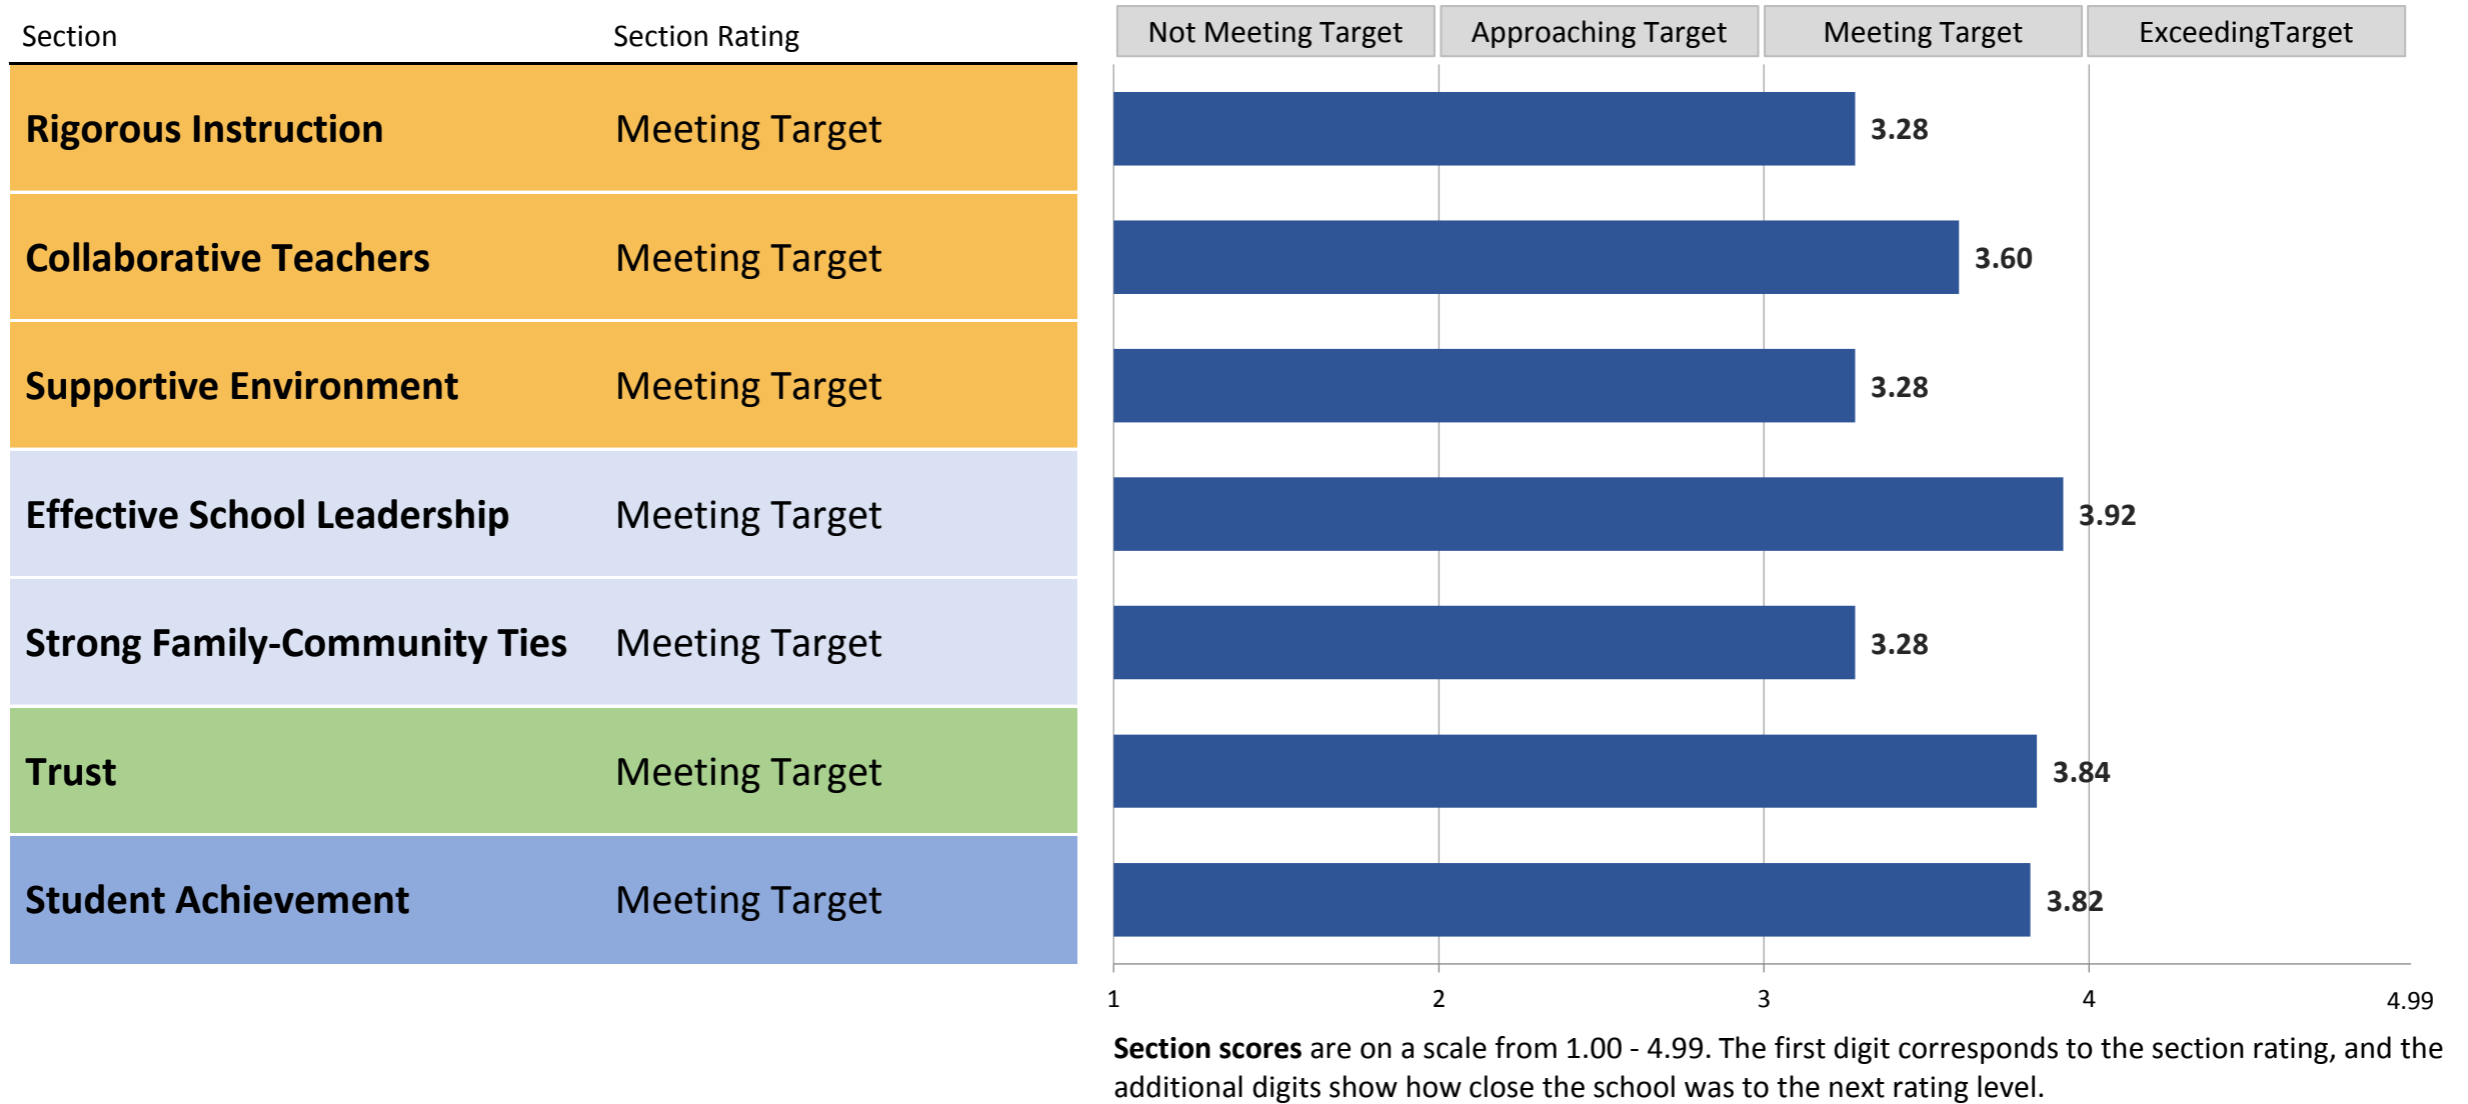 Section Section Rating Not Meeting Target Approaching Target Meeting Target ExceedingTarget
Rigorous Instruction Meeting Target 3.28
Collaborative Teachers Meeting Target 3.60
Supportive Environment Meeting Target 3.28
Effective School Leadership Meeting Target 3.92
Strong Family-Community Ties Meeting Target 3.28
Trust Meeting Target 3.84
Student Achievement Meeting Target 3.82
1 2 3 4 4.99
Section scores are on a scale from 1.00 - 4.99. The first digit corresponds to the section rating, and the
additional digits show how close the school was to the next rating level.